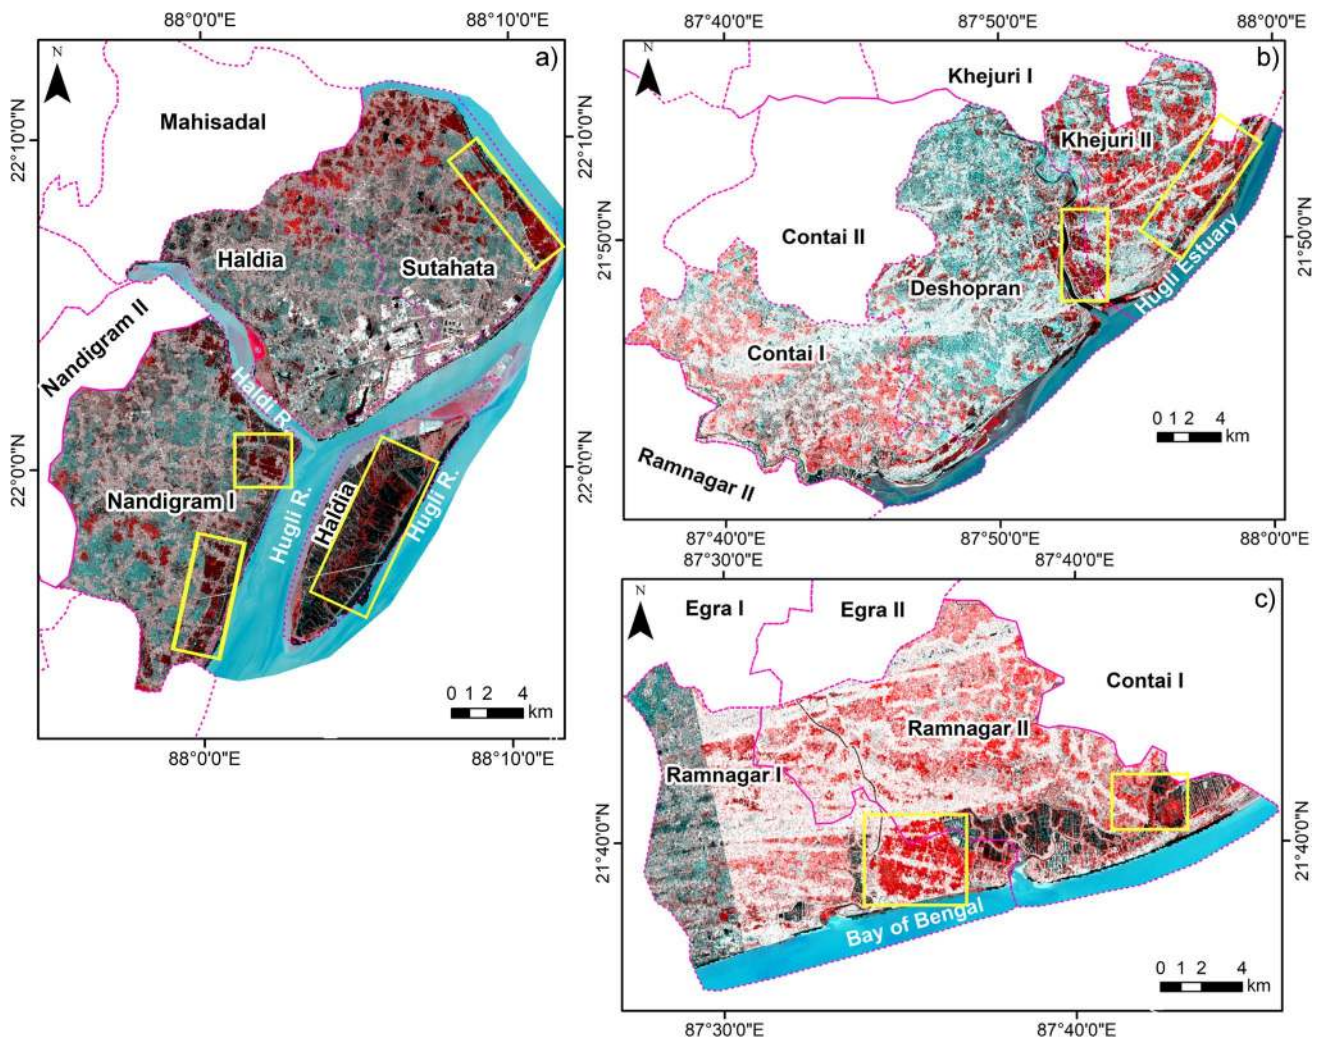 88°0'0"E
88°10'0"E
a)
N
Mahisadal
22°10'0"N
22°10'0"N
Haldia
Sutahata
Nandigram II
Haldi R.
22°0'0"N
22°0'0"N
Nandigram I
Hugli R.
Haldia
Hugli R.
0 1 2 4
km
88°0'0"E
88°10'0"E
87°40'0"E
87°50'0"E
88°0'0"E
b)
N
Khejuri I
Khejuri II
Contai II
21°50'0"N
21°50'0"N
Deshopran
Hugli Estuary
Contai I
Ramnagar II
0 1 2 4
km
87°40'0"E
87°50'0"E
88°0'0"E
87°30'0"E
87°40'0"E
c)
N
Egra I
Egra II
Contai I
Ramnagar II
Ramnagar I
21°40'0"N
21°40'0"N
Bay of Bengal
0 1 2 4
km
87°30'0"E
87°40'0"E